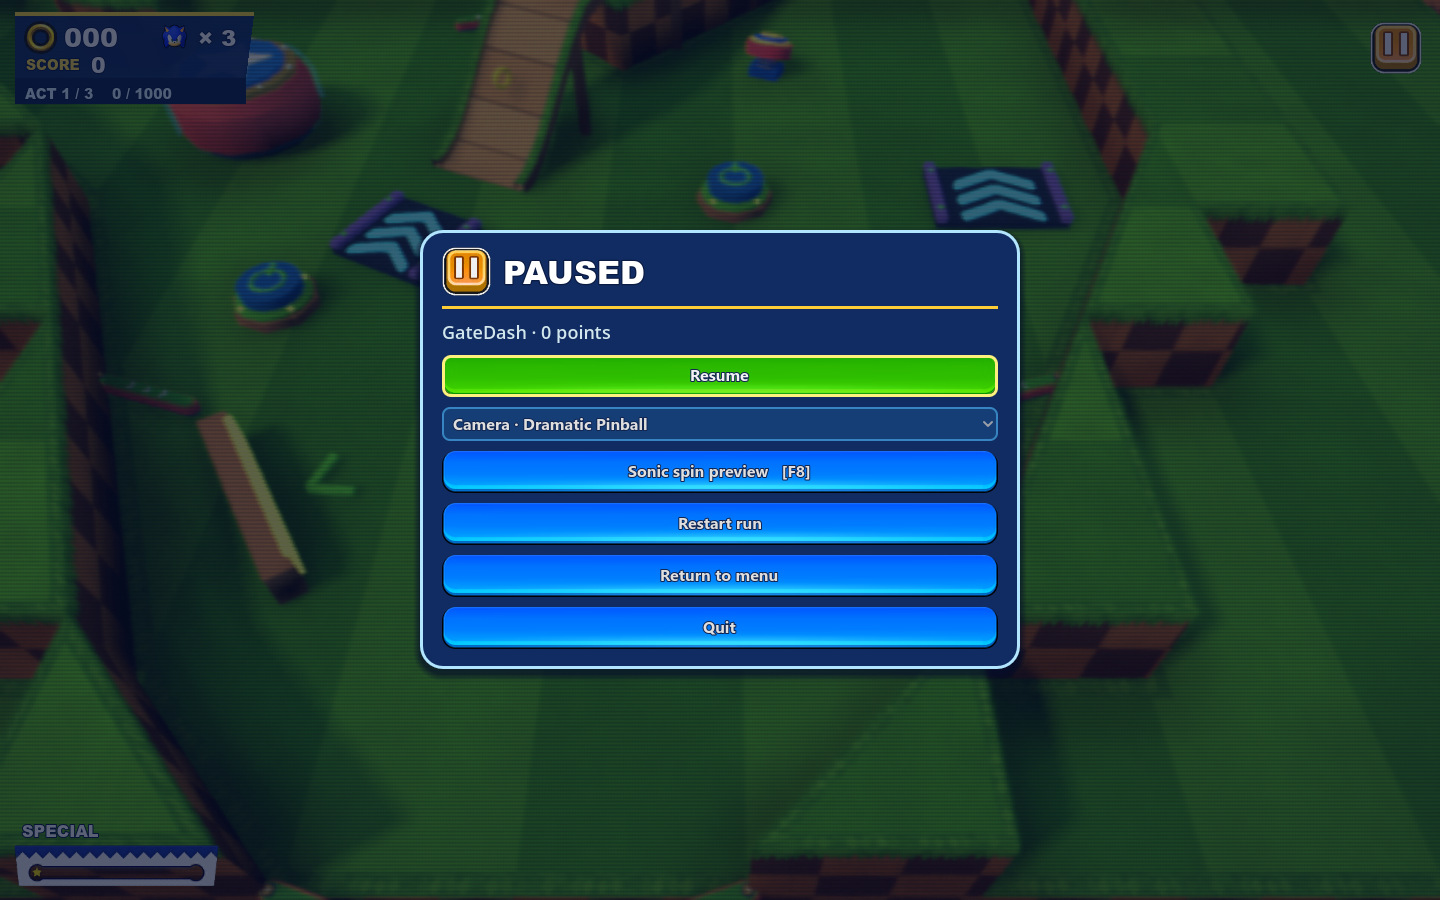 000 × 3
SCORE 0
ACT 1 / 3 0 / 1000
PAUSED
GateDash · 0 points
Resume
Camera · Dramatic Pinball
Sonic spin preview [F8]
Restart run
Return to menu
Quit
SPECIAL